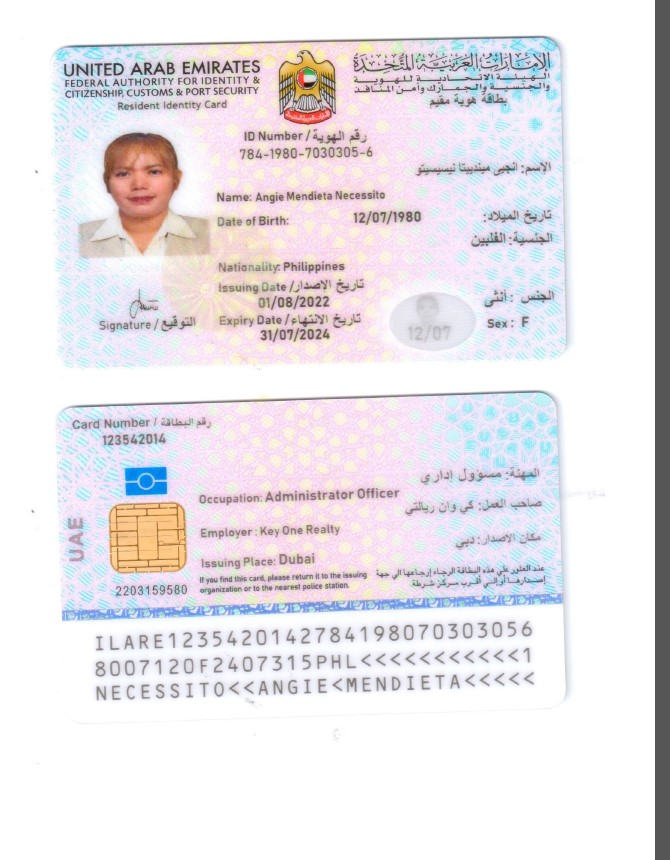 UNITED ARAB EMIRATES
الإمارات العربية المتحدة
FEDERAL AUTHORITY FOR IDENTITY &
الهيئة الاتحادية للهوية
CITIZENSHIP, CUSTOMS & PORT SECURITY
والجنسية والجمارك وأمن المنافذ
Resident Identity Card
بطاقة هوية مقيم
ID Number / رقم الهوية
784-1980-7030305-6
الاسم: انجيى مينديبتا نيسيسيتو
Name: Angie Mendieta Necessito
Date of Birth: 12/07/1980 تاريخ الميلاد:
الجنسية: الفلبين
Nationality: Philippines
Issuing Date / تاريخ الإصدار
01/08/2022
الجنس : أنثى
Expiry Date / تاريخ الانتهاء
31/07/2024
Sex : F
12/07
Signature / التوقيع
Card Number / رقم البطاقة
123542014
المهنة: مسؤول إداري
Occupation: Administrator Officer
صاحب العمل: كي وان ريالتي
Employer : Key One Realty
مكان الاصدار: دبي
Issuing Place: Dubai
UAE
If you find this card, please return it to the issuing
organization or to the nearest police station.
عند العثور على هذه البطاقة الرجاء إرجاعها الى جهة
إصدارها أو إلى أقرب مركز شرطة
2203159580
ILARE1235420142784198070303056
8007120F2407315PHL<<<<<<<<<<<1
NECESSITO<<ANGIE<MENDIETA<<<<<